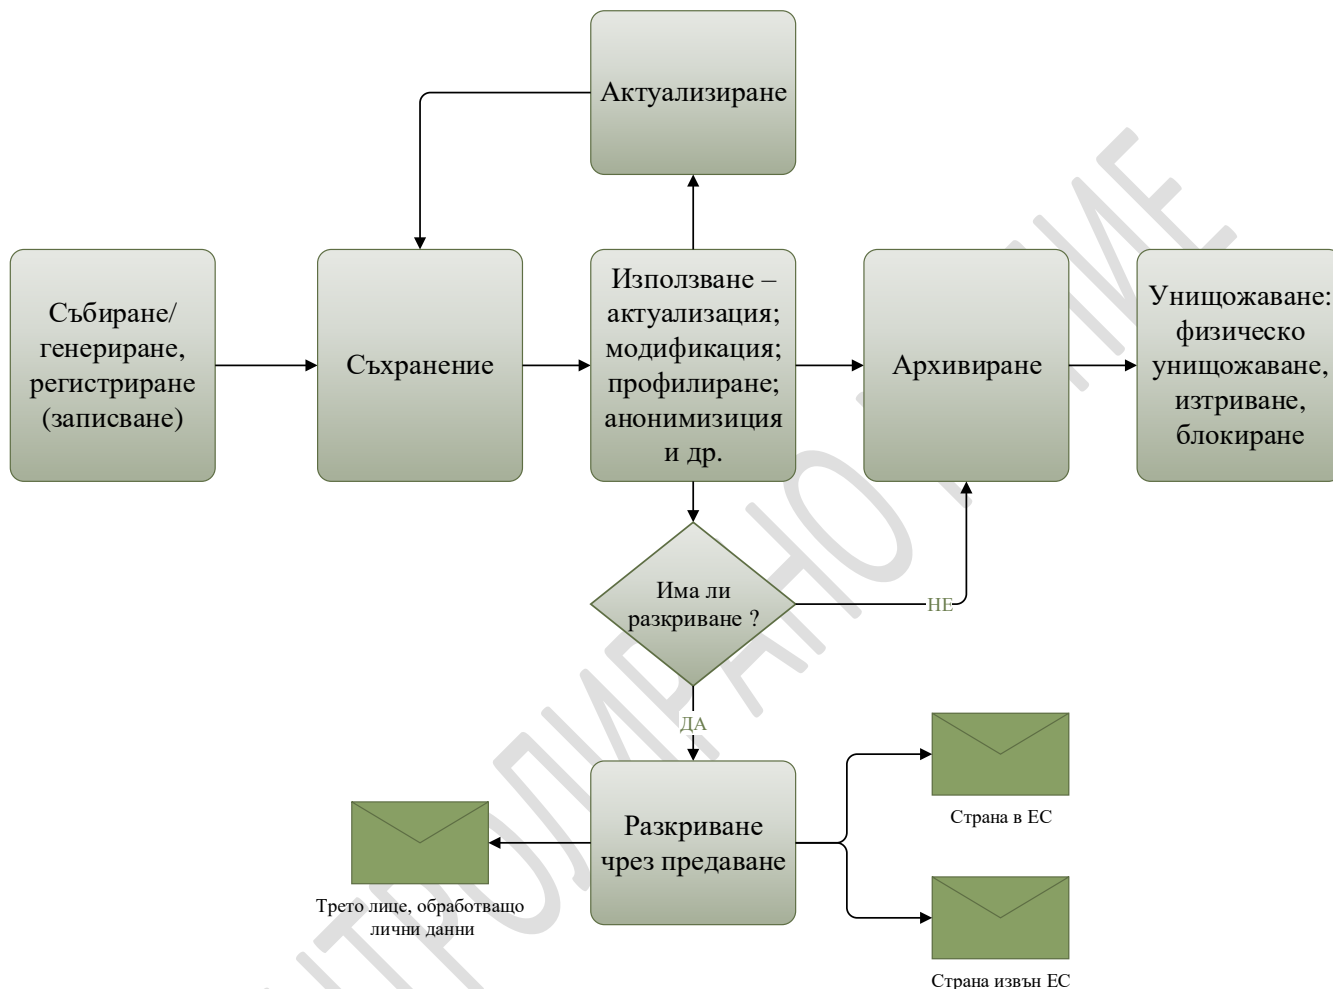 Актуализиране
Събиране/
генериране,
регистриране
(записване)
Съхранение
Използване –
актуализация;
модификация;
профилиране;
анонимизиция
и др.
Архивиране
Унищожаване:
физическо
унищожаване,
изтриване,
блокиране
Има ли
разкриване ?
НЕ
ДА
Разкриване
чрез предаване
Трето лице, обработващо
лични данни
Страна в ЕС
Страна извън ЕС